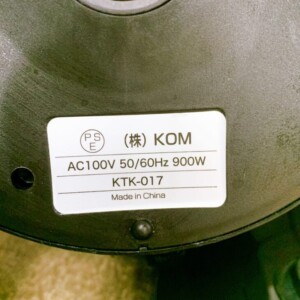 PSE （株）KOM
AC100V 50/60Hz 900W
KTK-017
Made in China